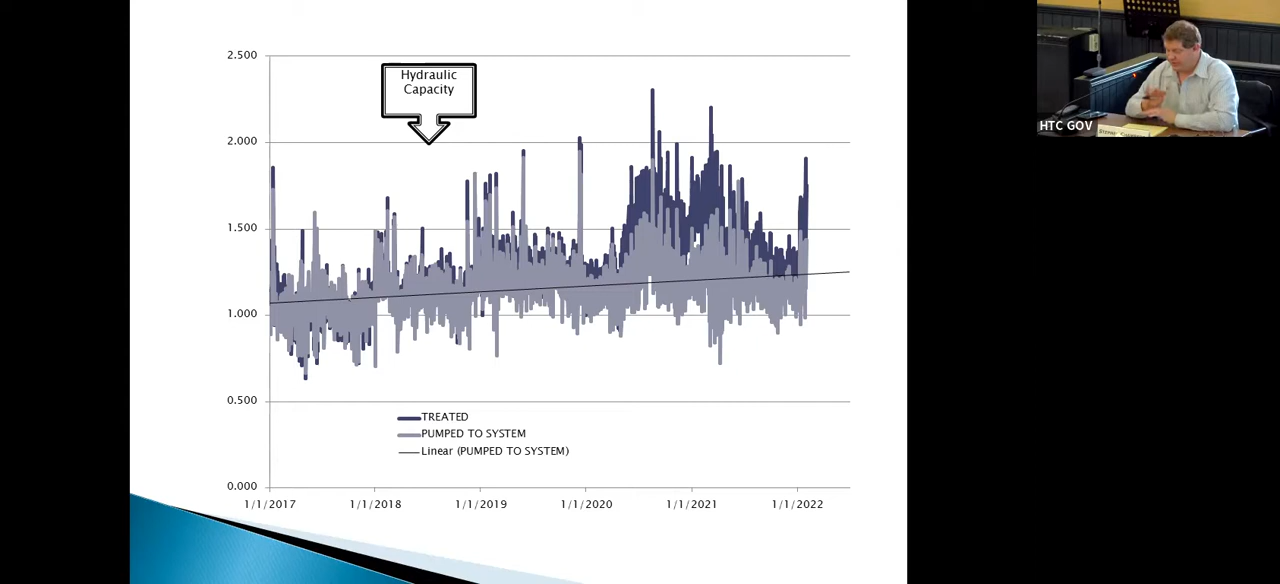 2.500
Hydraulic
Capacity
2.000
1.500
1.000
0.500
TREATED
PUMPED TO SYSTEM
Linear (PUMPED TO SYSTEM)
0.000
1/1/2017
1/1/2018
1/1/2019
1/1/2020
1/1/2021
1/1/2022
HTC GOV